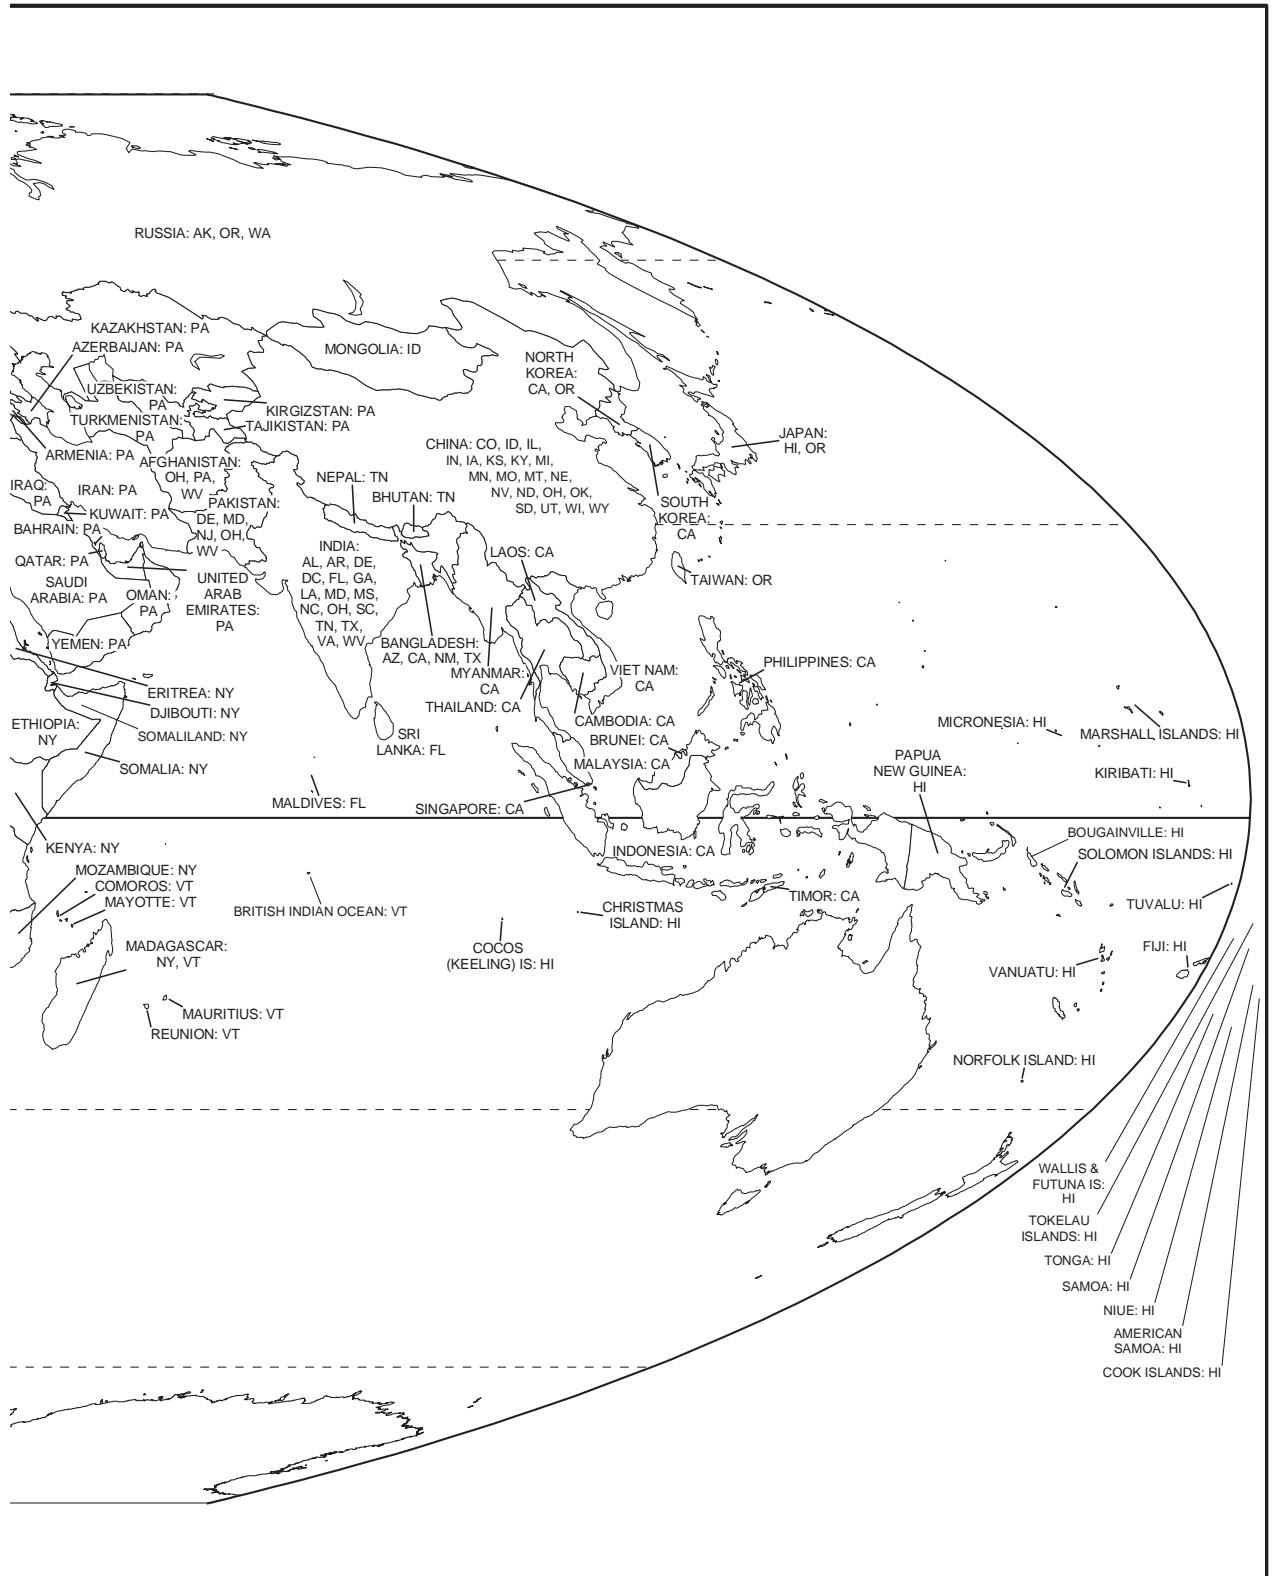 RUSSIA: AK, OR, WA
KAZAKHSTAN: PA
AZERBAIJAN: PA
MONGOLIA: ID
NORTH
KOREA:
CA, OR
UZBEKISTAN:
PA
KIRGIZSTAN: PA
TURKMENISTAN:
PA
TAJIKISTAN: PA
JAPAN:
HI, OR
ARMENIA: PA
AFGHANISTAN:
OH, PA,
WV
CHINA: CO, ID, IL,
IN, IA, KS, KY, MI,
MN, MO, MT, NE,
NV, ND, OH, OK,
SD, UT, WI, WY
NEPAL: TN
BHUTAN: TN
IRAQ:
PA
IRAN: PA
PAKISTAN:
DE, MD,
NJ, OH,
WV
SOUTH
KOREA:
CA
KUWAIT: PA
BAHRAIN: PA
QATAR: PA
INDIA:
AL, AR, DE,
DC, FL, GA,
LA, MD, MS,
NC, OH, SC,
TN, TX,
VA, WV
LAOS: CA
TAIWAN: OR
SAUDI
ARABIA: PA
OMAN:
PA
UNITED
ARAB
EMIRATES:
PA
YEMEN: PA
BANGLADESH:
AZ, CA, NM, TX
MYANMAR:
CA
VIET NAM:
CA
PHILIPPINES: CA
ERITREA: NY
DJIBOUTI: NY
THAILAND: CA
ETHIOPIA:
NY
SOMALILAND: NY
SRI
LANKA: FL
CAMBODIA: CA
BRUNEI: CA
MICRONESIA: HI
MARSHALL ISLANDS: HI
SOMALIA: NY
MALAYSIA: CA
PAPUA
NEW GUINEA:
HI
KIRIBATI: HI
MALDIVES: FL
SINGAPORE: CA
KENYA: NY
INDONESIA: CA
BOUGAINVILLE: HI
SOLOMON ISLANDS: HI
MOZAMBIQUE: NY
COMOROS: VT
MAYOTTE: VT
BRITISH INDIAN OCEAN: VT
CHRISTMAS
ISLAND: HI
TIMOR: CA
TUVALU: HI
MADAGASCAR:
NY, VT
COCOS
(KEELING) IS: HI
VANUATU: HI
FIJI: HI
MAURITIUS: VT
REUNION: VT
NORFOLK ISLAND: HI
WALLIS &
FUTUNA IS:
HI
TOKELAU
ISLANDS: HI
TONGA: HI
SAMOA: HI
NIUE: HI
AMERICAN
SAMOA: HI
COOK ISLANDS: HI